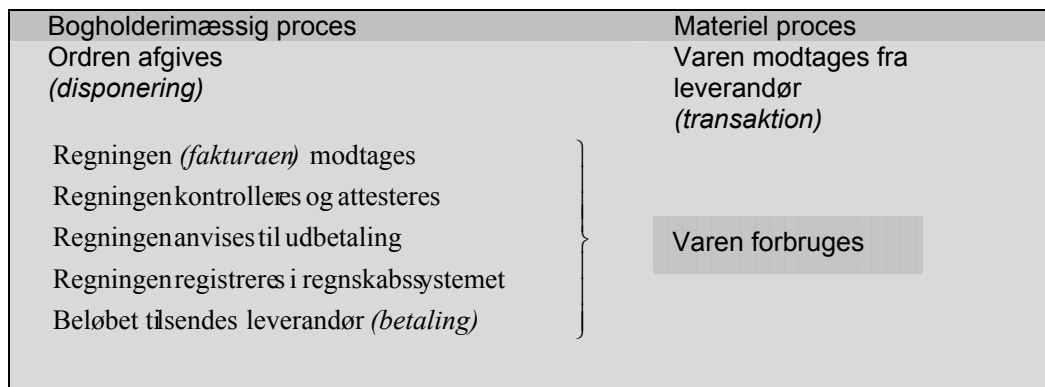 Bogholderimæssig proces
Materiel proces
Ordren afgives
(disponering)
Varen modtages fra
leverandør
(transaktion)
Regningen (fakturaen) modtages
Regningen kontrolleres og attesteres
Regningen anvises til udbetaling
Regningen registreres i regnskabssystemet
Beløbet tilsendes leverandør (betaling)
Varen forbruges